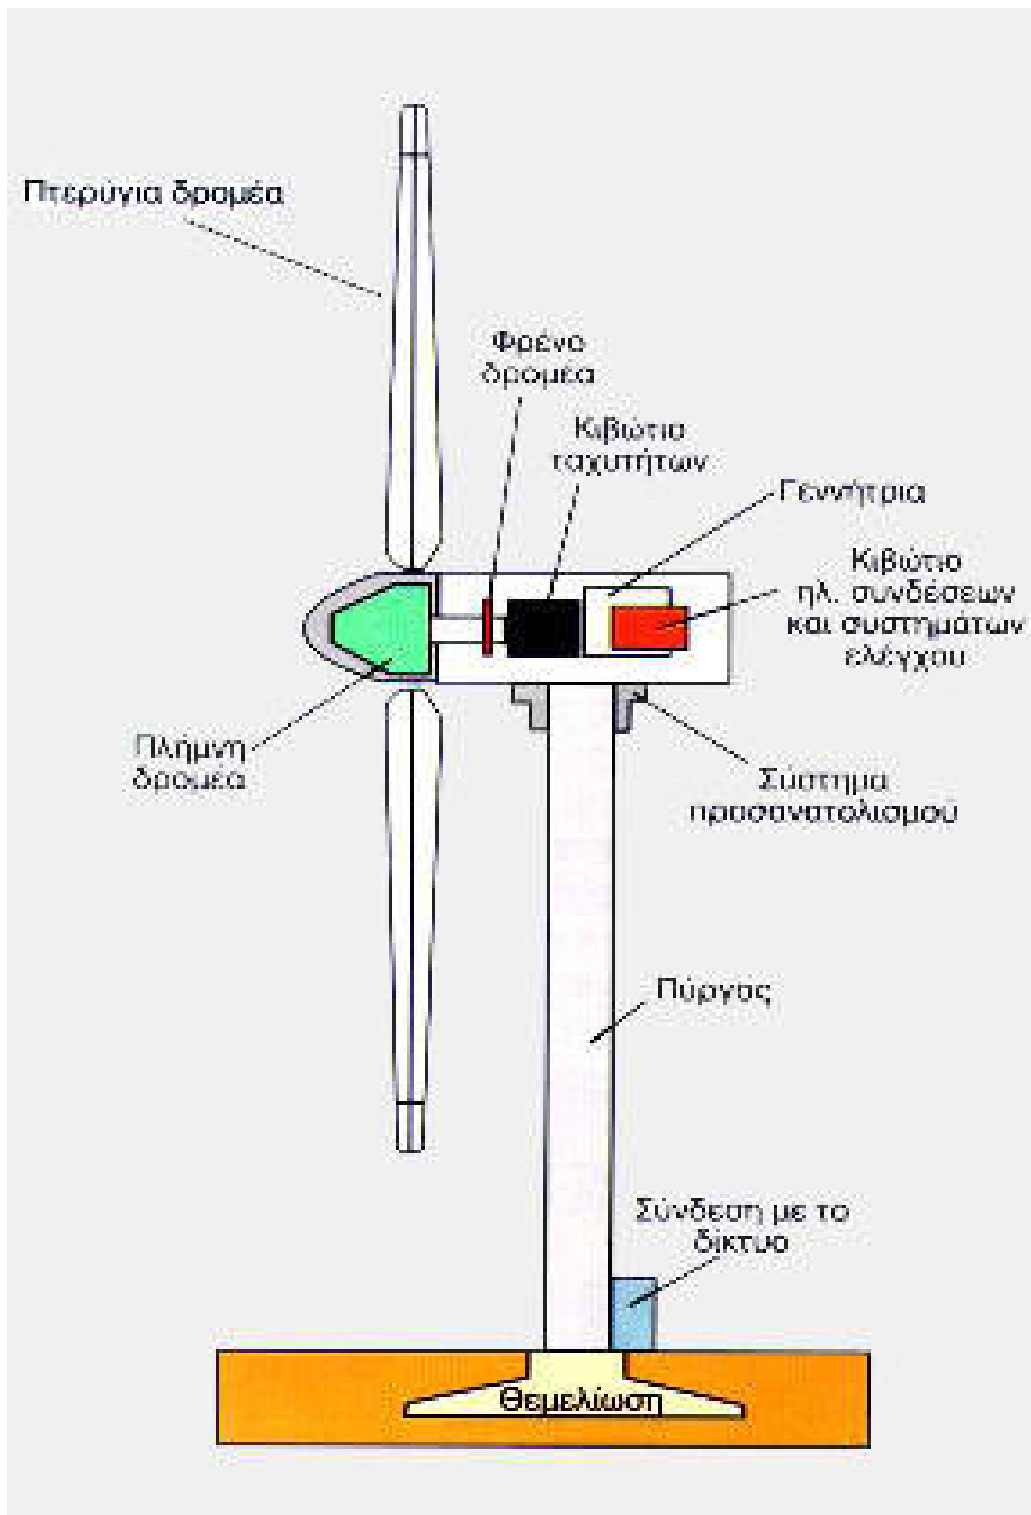 Πτερύγια δρομέα
Φρένο
δρομέα
Κιβώτιο
ταχυτήτων
Γεννήτρια
Κιβώτιο
ηλ. συνδέσεων
και συστημάτων
ελέγχου
Πλήμνη
δρομέα
Σύστημα
προσανατολισμού
Πύργος
Σύνδεση με το
δίκτυο
Θεμελίωση